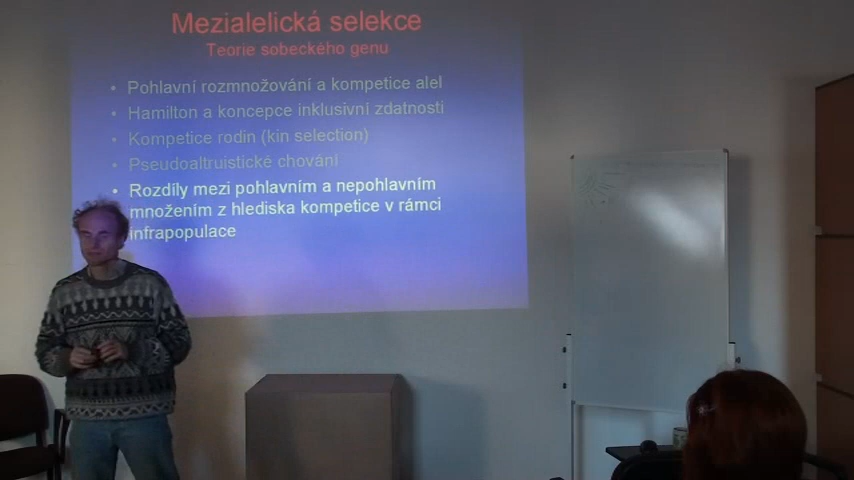 Mezialelická selekce
Teorie sobeckého genu
• Pohlavní rozmnožování a kompetice alel
• Hamilton a koncepce inklusivní zdatnosti
• Kompetice rodin (kin selection)
• Pseudoaltruistické chování
• Rozdíly mezi pohlavním a nepohlavním
množením z hlediska kompetice v rámci
infrapopulace